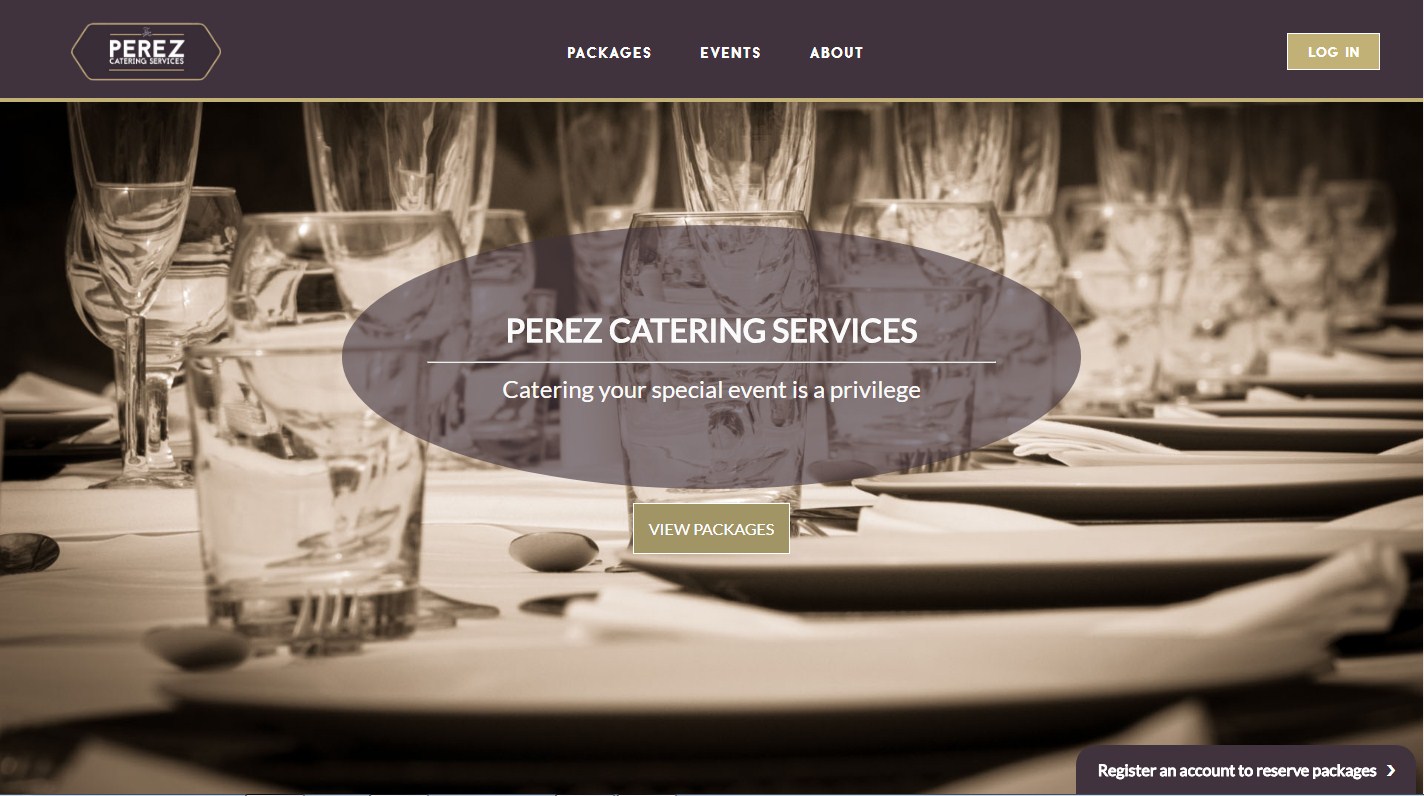 PEREZ
CATERING SERVICES
PACKAGES
EVENTS
ABOUT
LOG IN
PEREZ CATERING SERVICES
Catering your special event is a privilege
VIEW PACKAGES
Register an account to reserve packages ›